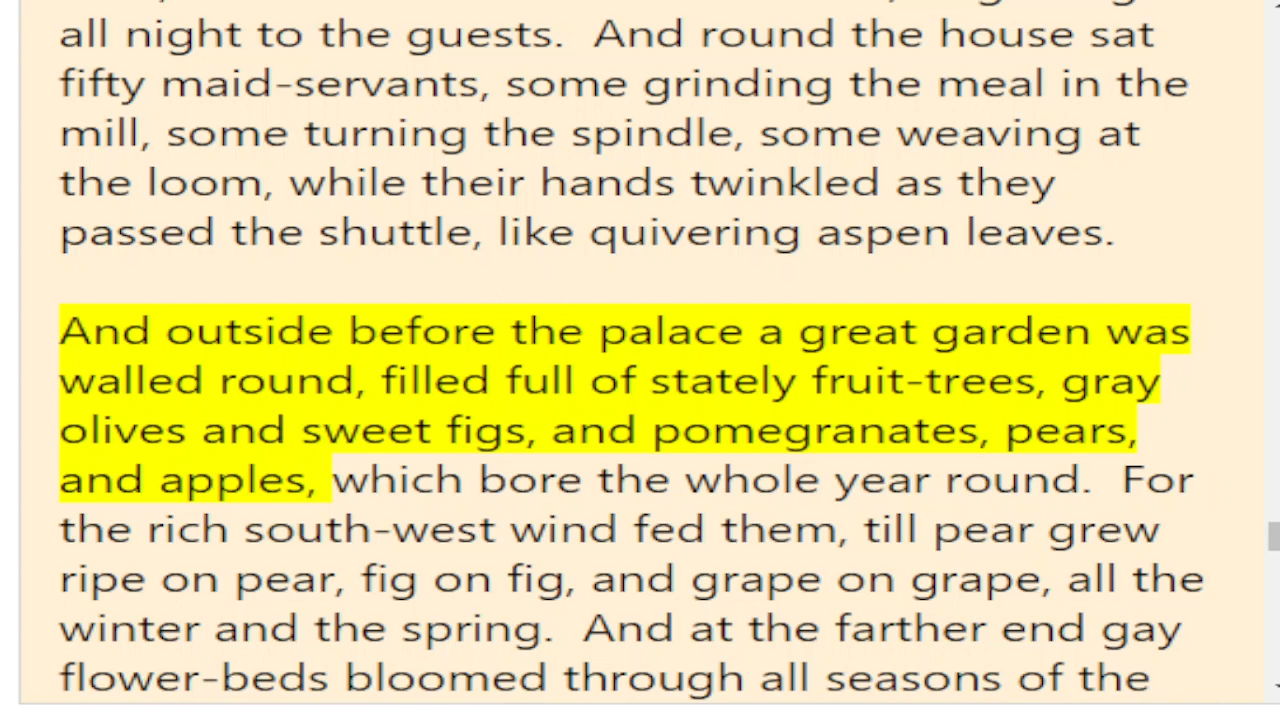 all night to the guests.  And round the house sat
fifty maid-servants, some grinding the meal in the
mill, some turning the spindle, some weaving at
the loom, while their hands twinkled as they
passed the shuttle, like quivering aspen leaves.
And outside before the palace a great garden was
walled round, filled full of stately fruit-trees, gray
olives and sweet figs, and pomegranates, pears,
and apples, which bore the whole year round.  For
the rich south-west wind fed them, till pear grew
ripe on pear, fig on fig, and grape on grape, all the
winter and the spring.  And at the farther end gay
flower-beds bloomed through all seasons of the